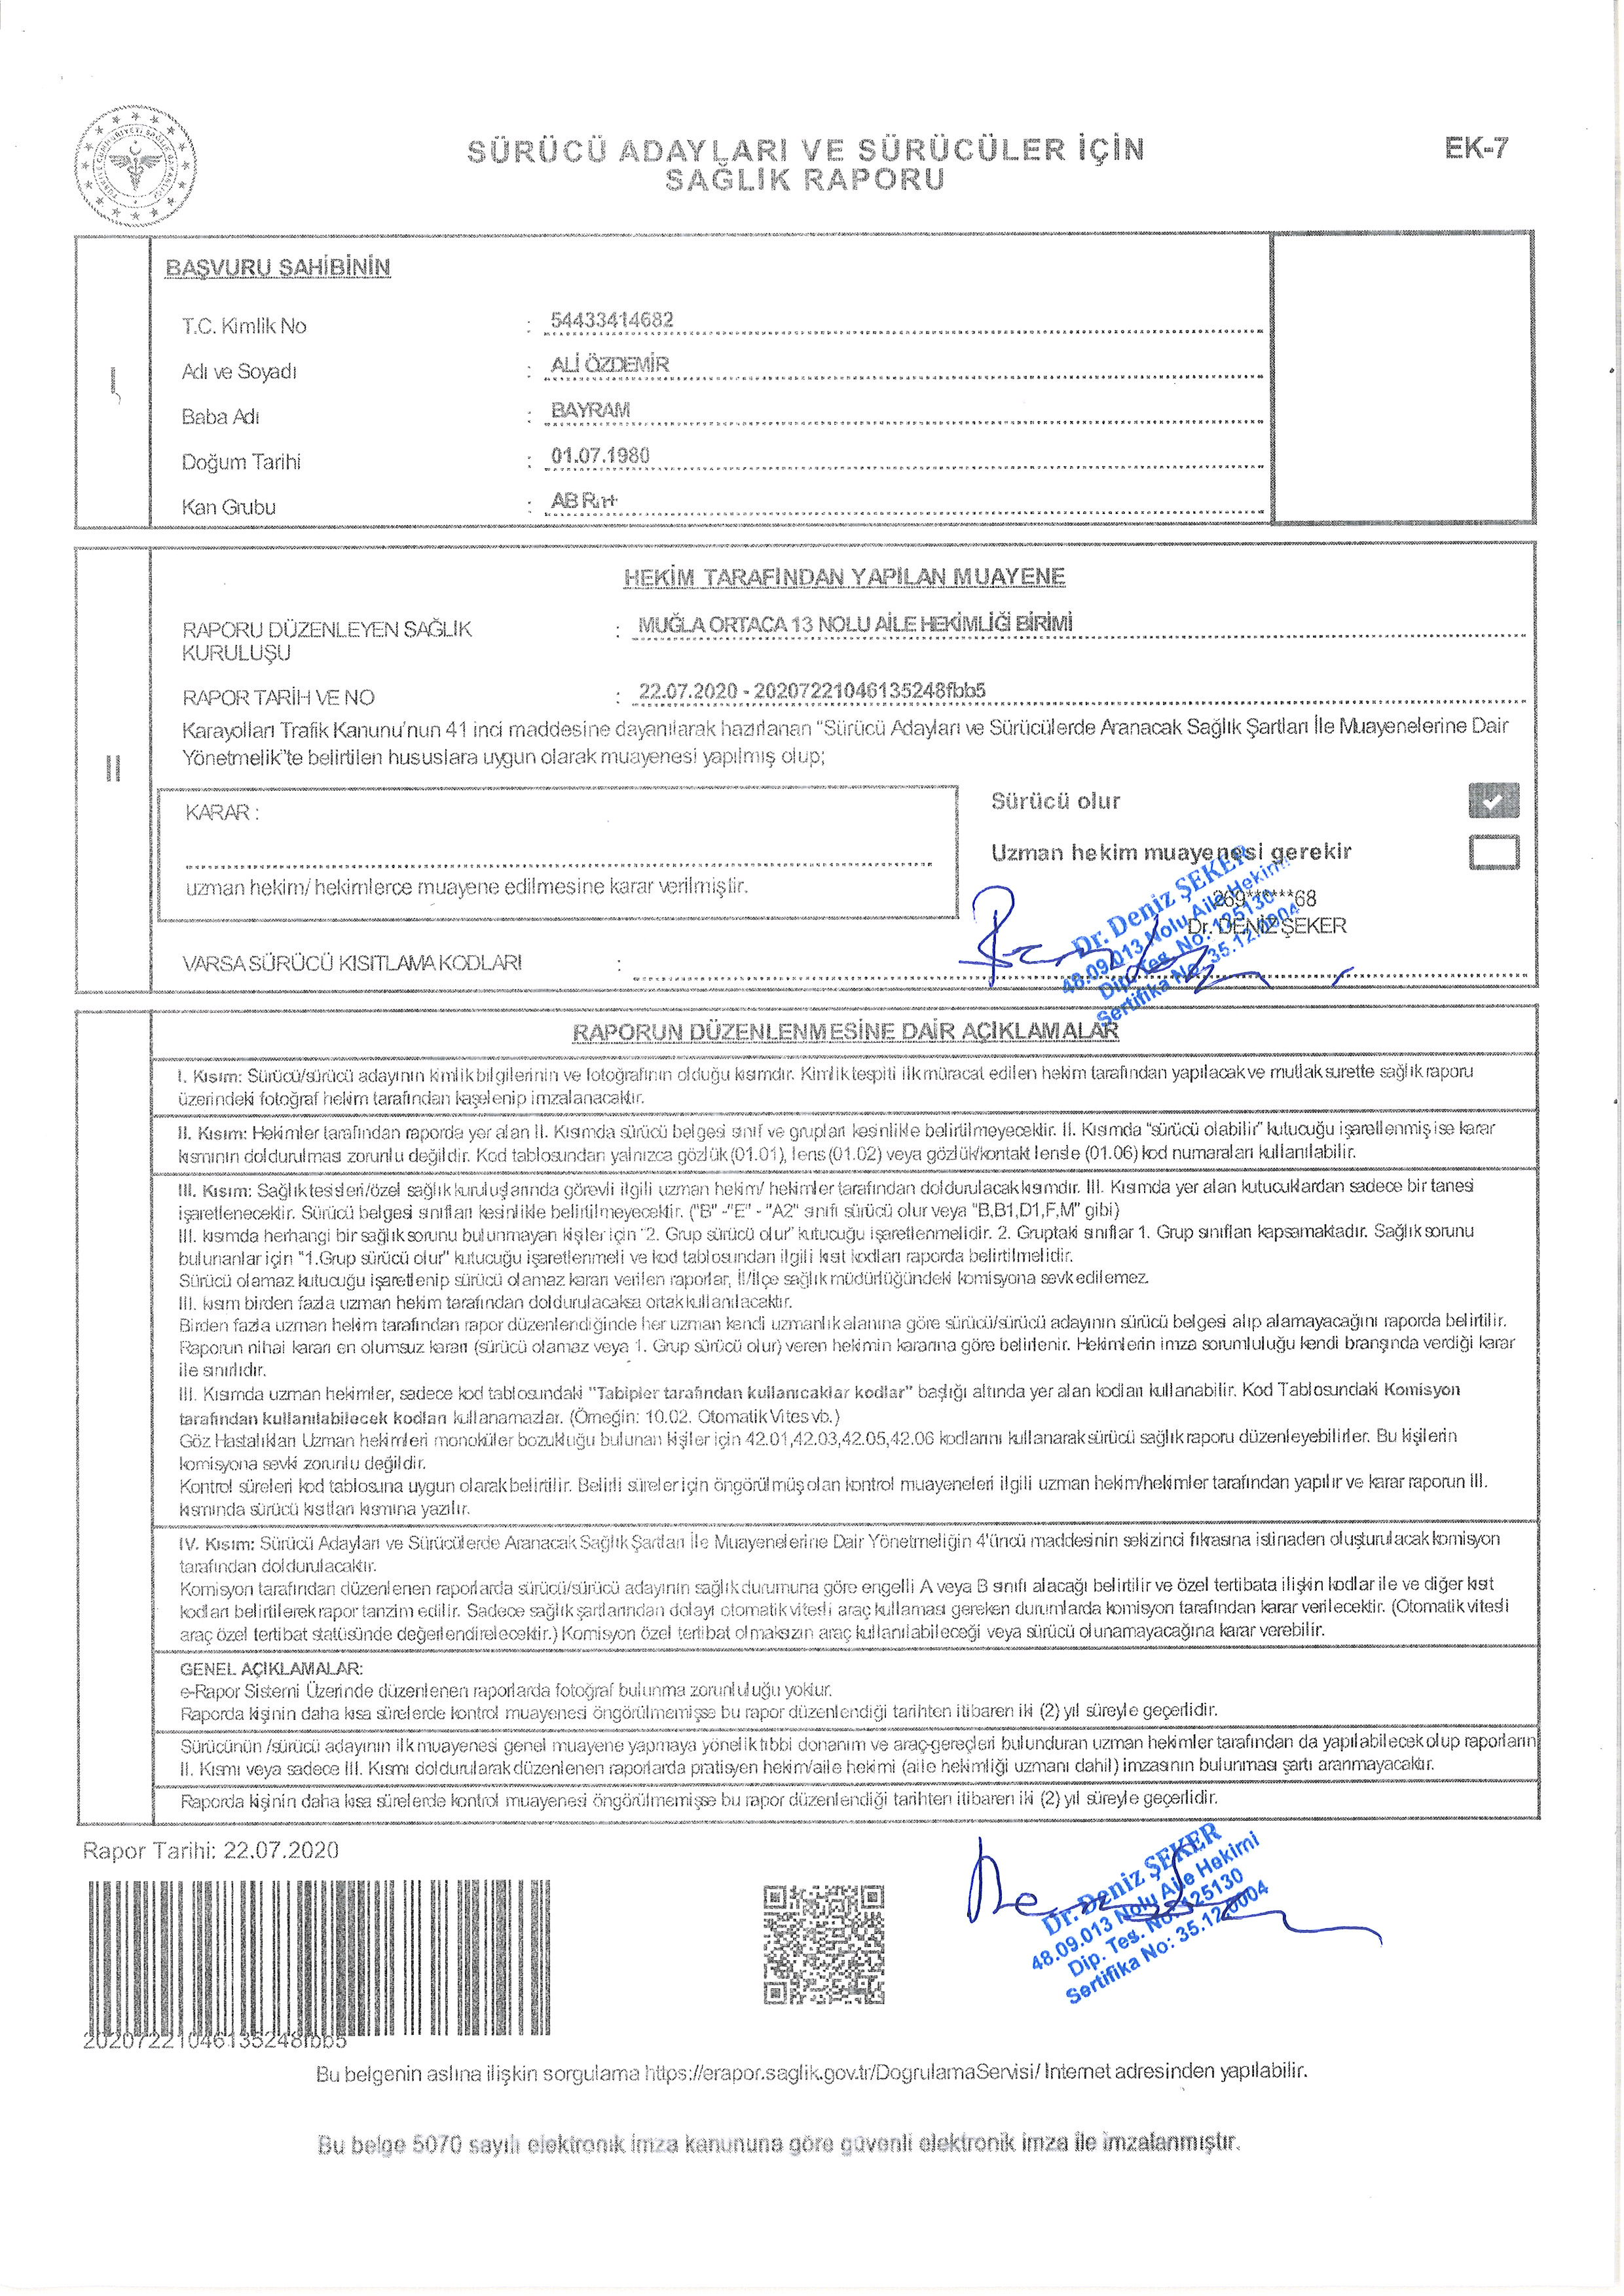 SÜRÜCÜ ADAYLARI VE SÜRÜCÜLER İÇİN
SAĞLIK RAPORU
EK-7
BAŞVURU SAHİBİNİN
T.C. Kimlik No : 54433414682
Adı ve Soyadı : ALİ ÖZDEMİR
Baba Adı : BAYRAM
Doğum Tarihi : 01.07.1980
Kan Grubu : AB Rh+
I
HEKİM TARAFINDAN YAPILAN MUAYENE
RAPORU DÜZENLEYEN SAĞLIK : MUĞLA ORTACA 13 NOLU AİLE HEKİMLİĞİ BİRİMİ
KURULUŞU
RAPOR TARİH VE NO : 22.07.2020 - 20207221046135248fbb5
Karayolları Trafik Kanunu'nun 41 inci maddesine dayanılarak hazırlanan "Sürücü Adayları ve Sürücülerde Aranacak Sağlık Şartları İle Muayenelerine Dair
Yönetmelik"te belirtilen hususlara uygun olarak muayenesi yapılmış olup;
II
KARAR :
uzman hekim/ hekimlerce muayene edilmesine karar verilmiştir.
Sürücü olur
Uzman hekim muayenesi gerekir
269******68
Dr. DENİZ ŞEKER
Dr. Deniz ŞEKER
48.09.013 Nolu Aile Hekimi
Dip. Tes. No: 125130
Sertifika No: 35.12.0004
VARSA SÜRÜCÜ KISITLAMA KODLARI :
RAPORUN DÜZENLENMESİNE DAİR AÇIKLAMALAR
I. Kısım: Sürücü/sürücü adayının kimlik bilgilerinin ve fotoğrafının olduğu kısımdır. Kimlik tespiti ilk müracat edilen hekim tarafından yapılacak ve mutlak surette sağlık raporu
üzerindeki fotoğraf hekim tarafından kaşelenip imzalanacaktır.
II. Kısım: Hekimler tarafından raporda yer alan II. Kısımda sürücü belgesi sınıf ve grupları kesinlikle belirtilmeyecektir. II. Kısımda "sürücü olabilir" kutucuğu işaretlenmiş ise karar
kısmının doldurulması zorunlu değildir. Kod tablosundan yalnızca gözlük (01.01), lens (01.02) veya gözlük/kontakt lensle (01.06) kod numaraları kullanılabilir.
III. Kısım: Sağlık tesisleri/özel sağlık kuruluşlarında görevli ilgili uzman hekim/ hekimler tarafından doldurulacak kısımdır. III. Kısımda yer alan kutucuklardan sadece bir tanesi
işaretlenecektir. Sürücü belgesi sınıfları kesinlikle belirtilmeyecektir. ("B" -"E" - "A2" sınıfı sürücü olur veya "B,B1,D1,F,M" gibi)
III. kısımda herhangi bir sağlık sorunu bulunmayan kişiler için "2. Grup sürücü olur" kutucuğu işaretlenmelidir. 2. Gruptaki sınıflar 1. Grup sınıfları kapsamaktadır. Sağlık sorunu
bulunanlar için "1.Grup sürücü olur" kutucuğu işaretlenmeli ve kod tablosundan ilgili kısıt kodları raporda belirtilmelidir.
Sürücü olamaz kutucuğu işaretlenip sürücü olamaz kararı verilen raporlar, İl/ilçe sağlık müdürlüğündeki komisyona sevk edilemez.
III. kısım birden fazla uzman hekim tarafından doldurulacaksa ortak kullanılacaktır.
Birden fazla uzman hekim tarafından rapor düzenlendiğinde her uzman kendi uzmanlık alanına göre sürücü/sürücü adayının sürücü belgesi alıp alamayacağını raporda belirtilir.
Raporun nihai kararı en olumsuz kararı (sürücü olamaz veya 1. Grup sürücü olur) veren hekimin kararına göre belirlenir. Hekimlerin imza sorumluluğu kendi branşında verdiği karar
ile sınırlıdır.
III. Kısımda uzman hekimler, sadece kod tablosundaki "Tabipler tarafından kullanıcaklar kodlar" başlığı altında yer alan kodları kullanabilir. Kod Tablosundaki Komisyon
tarafından kullanılabilecek kodları kullanamazlar. (Örneğin: 10.02. Otomatik Vites vb.)
Göz Hastalıkları Uzman hekimleri monoküler bozukluğu bulunan kişiler için 42.01,42.03,42.05,42.06 kodlarını kullanarak sürücü sağlık raporu düzenleyebilirler. Bu kişilerin
komisyona sevki zorunlu değildir.
Kontrol süreleri kod tablosuna uygun olarak belirtilir. Belirli süreler için öngörülmüş olan kontrol muayeneleri ilgili uzman hekim/hekimler tarafından yapılır ve karar raporun III.
kısmında sürücü kısıtları kısmına yazılır.
IV. Kısım: Sürücü Adayları ve Sürücülerde Aranacak Sağlık Şartları İle Muayenelerine Dair Yönetmeliğin 4'üncü maddesinin sekizinci fıkrasına istinaden oluşturulacak komisyon
tarafından doldurulacaktır.
Komisyon tarafından düzenlenen raporlarda sürücü/sürücü adayının sağlık durumuna göre engelli A veya B sınıfı alacağı belirtilir ve özel tertibata ilişkin kodlar ile ve diğer kısıt
kodları belirtilerek rapor tanzim edilir. Sadece sağlık şartlarından dolayı otomatik vitesli araç kullaması gereken durumlarda komisyon tarafından karar verilecektir. (Otomatik vitesli
araç özel tertibat statüsünde değerlendirelecektir.) Komisyon özel tertibat olmaksızın araç kullanılabileceği veya sürücü olunamayacağına karar verebilir.
GENEL AÇIKLAMALAR:
e-Rapor Sistemi Üzerinde düzenlenen raporlarda fotoğraf bulunma zorunluluğu yoktur.
Raporda kişinin daha kısa sürelerde kontrol muayenesi öngörülmemişse bu rapor düzenlendiği tarihten itibaren iki (2) yıl süreyle geçerlidir.
Sürücünün /sürücü adayının ilk muayenesi genel muayene yapmaya yönelik tıbbi donanım ve araç-gereçleri bulunduran uzman hekimler tarafından da yapılabilecek olup raporların
II. Kısmı veya sadece III. Kısmı doldurularak düzenlenen raporlarda pratisyen hekim/aile hekimi (aile hekimliği uzmanı dahil) imzasının bulunması şartı aranmayacaktır.
Raporda kişinin daha kısa sürelerde kontrol muayenesi öngörülmemişse bu rapor düzenlendiği tarihten itibaren iki (2) yıl süreyle geçerlidir.
Rapor Tarihi: 22.07.2020
20207221046135248fbb5
Dr. Deniz ŞEKER
48.09.013 Nolu Aile Hekimi
Dip. Tes. No: 125130
Sertifika No: 35.12.0004
Bu belgenin aslına ilişkin sorgulama https://erapor.saglik.gov.tr/DogrulamaServisi/ Internet adresinden yapılabilir.
Bu belge 5070 sayılı elektronik imza kanununa göre güvenli elektronik imza ile imzalanmıştır.